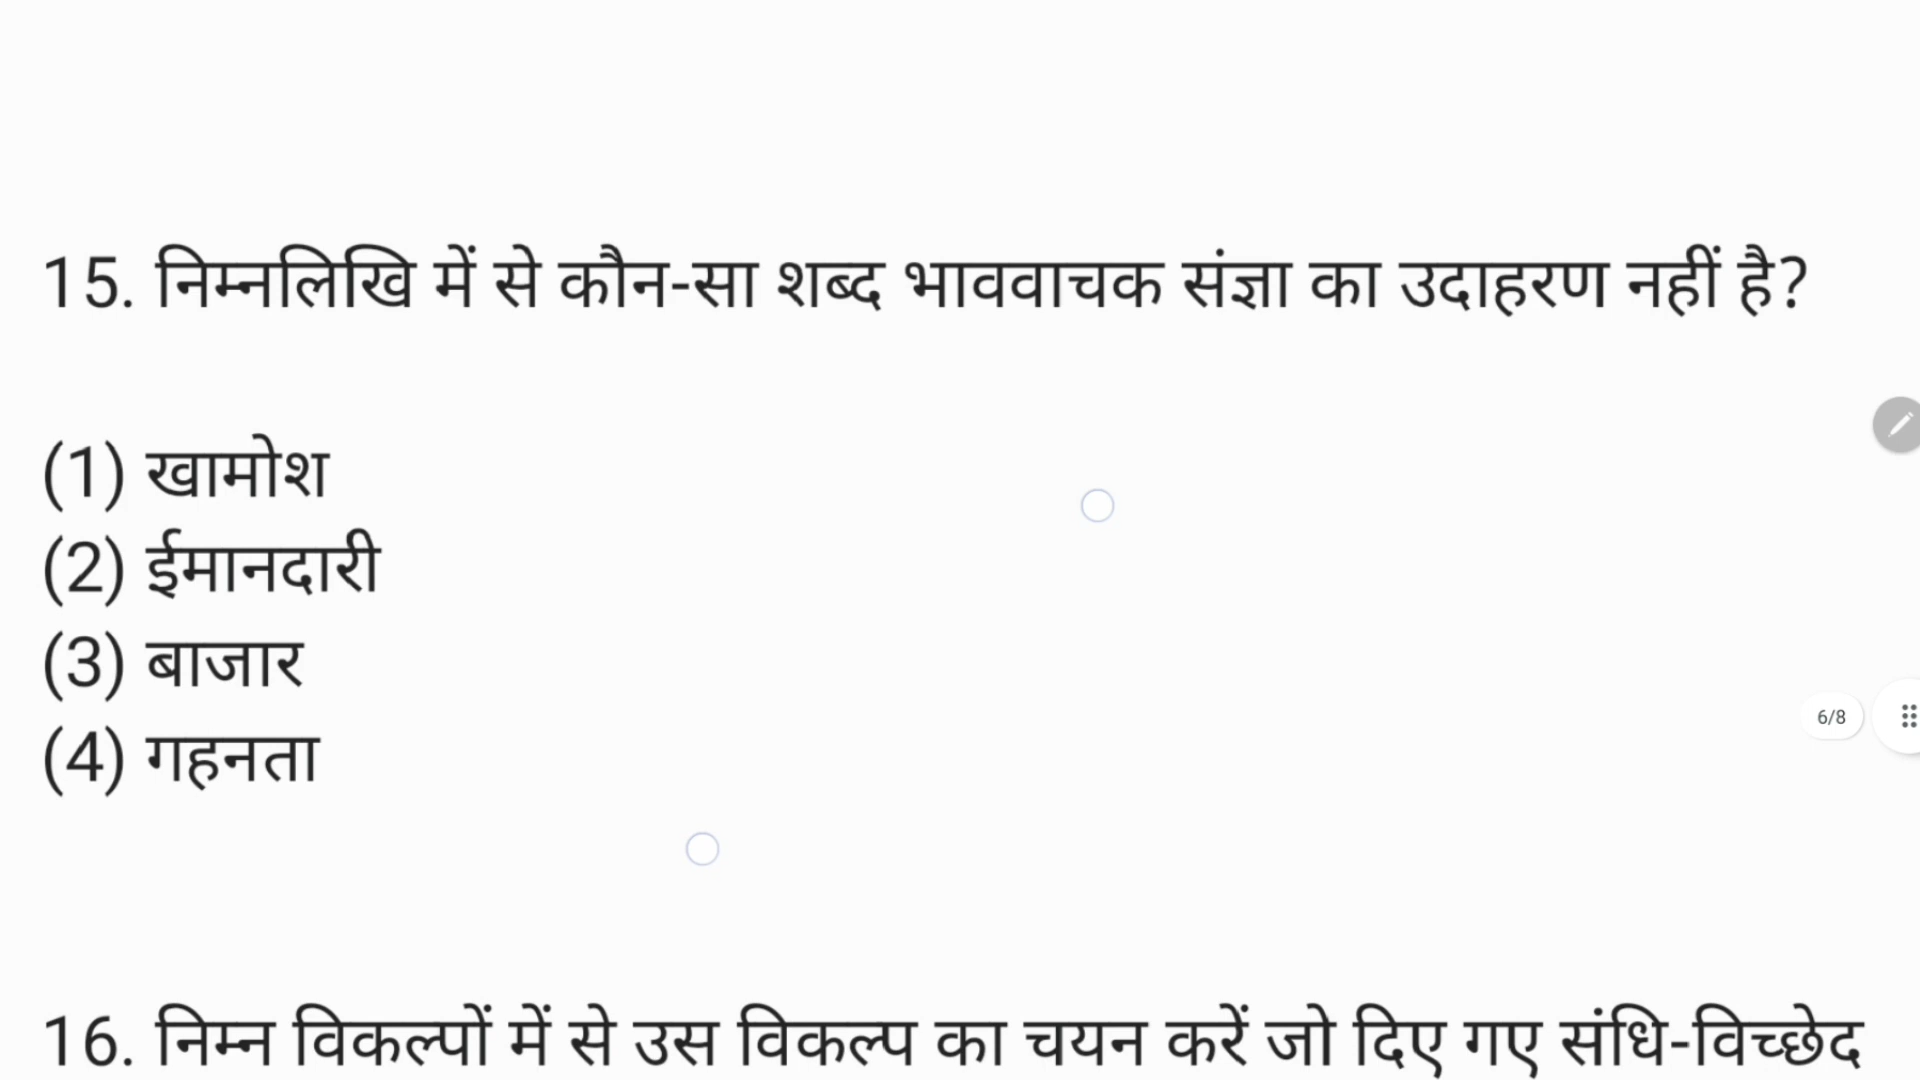 15. निम्नलिखि में से कौन-सा शब्द भाववाचक संज्ञा का उदाहरण नहीं है?
(1) खामोश
(2) ईमानदारी
(3) बाजार
(4) गहनता
6/8
16. निम्न विकल्पों में से उस विकल्प का चयन करें जो दिए गए संधि-विच्छेद